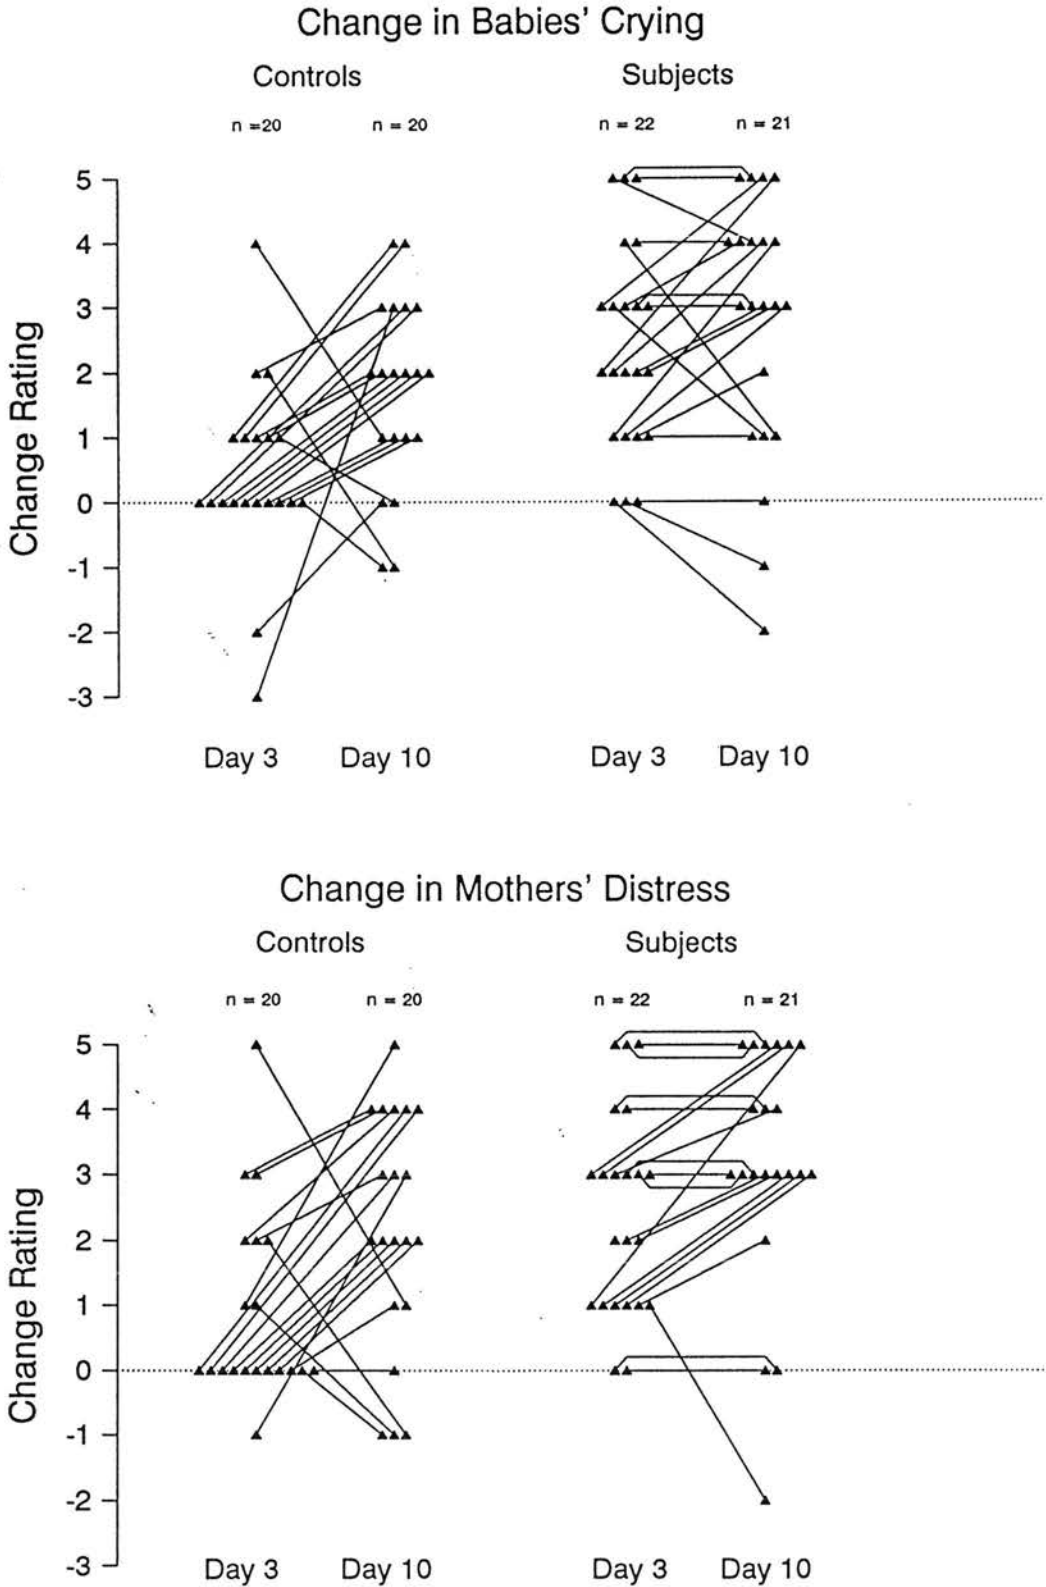 Change in Babies' Crying
Controls
Subjects
n =20
n = 20
n = 22
n = 21
5
4
3
2
1
0
-1
-2
-3
Change Rating
Day 3
Day 10
Day 3
Day 10
Change in Mothers' Distress
Controls
Subjects
n = 20
n = 20
n = 22
n = 21
5
4
3
2
1
0
-1
-2
-3
Change Rating
Day 3
Day 10
Day 3
Day 10